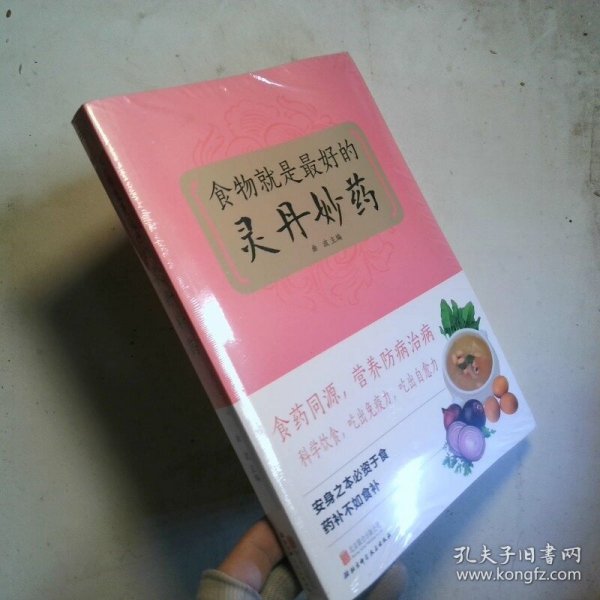 食物就是最好的
灵丹妙药
主编
食药同源，营养防病治病
科学饮食，吃出免疫力，吃出自愈力
安身之本必资于食
药补不如食补
孔夫子旧书网
www.kongfz.com